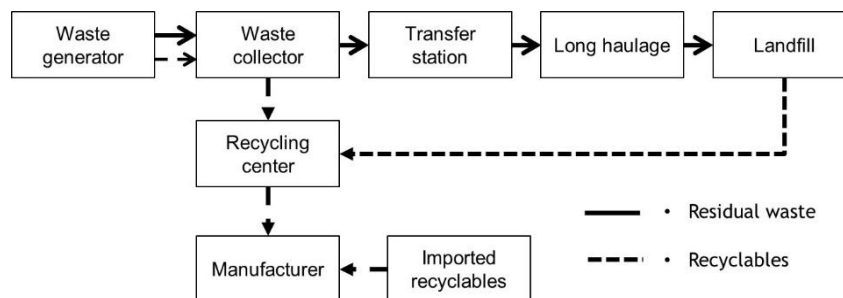 Waste
generator
Waste
collector
Transfer
station
Long haulage
Landfill
Recycling
center
Manufacturer
Imported
recyclables
• Residual waste
• Recyclables